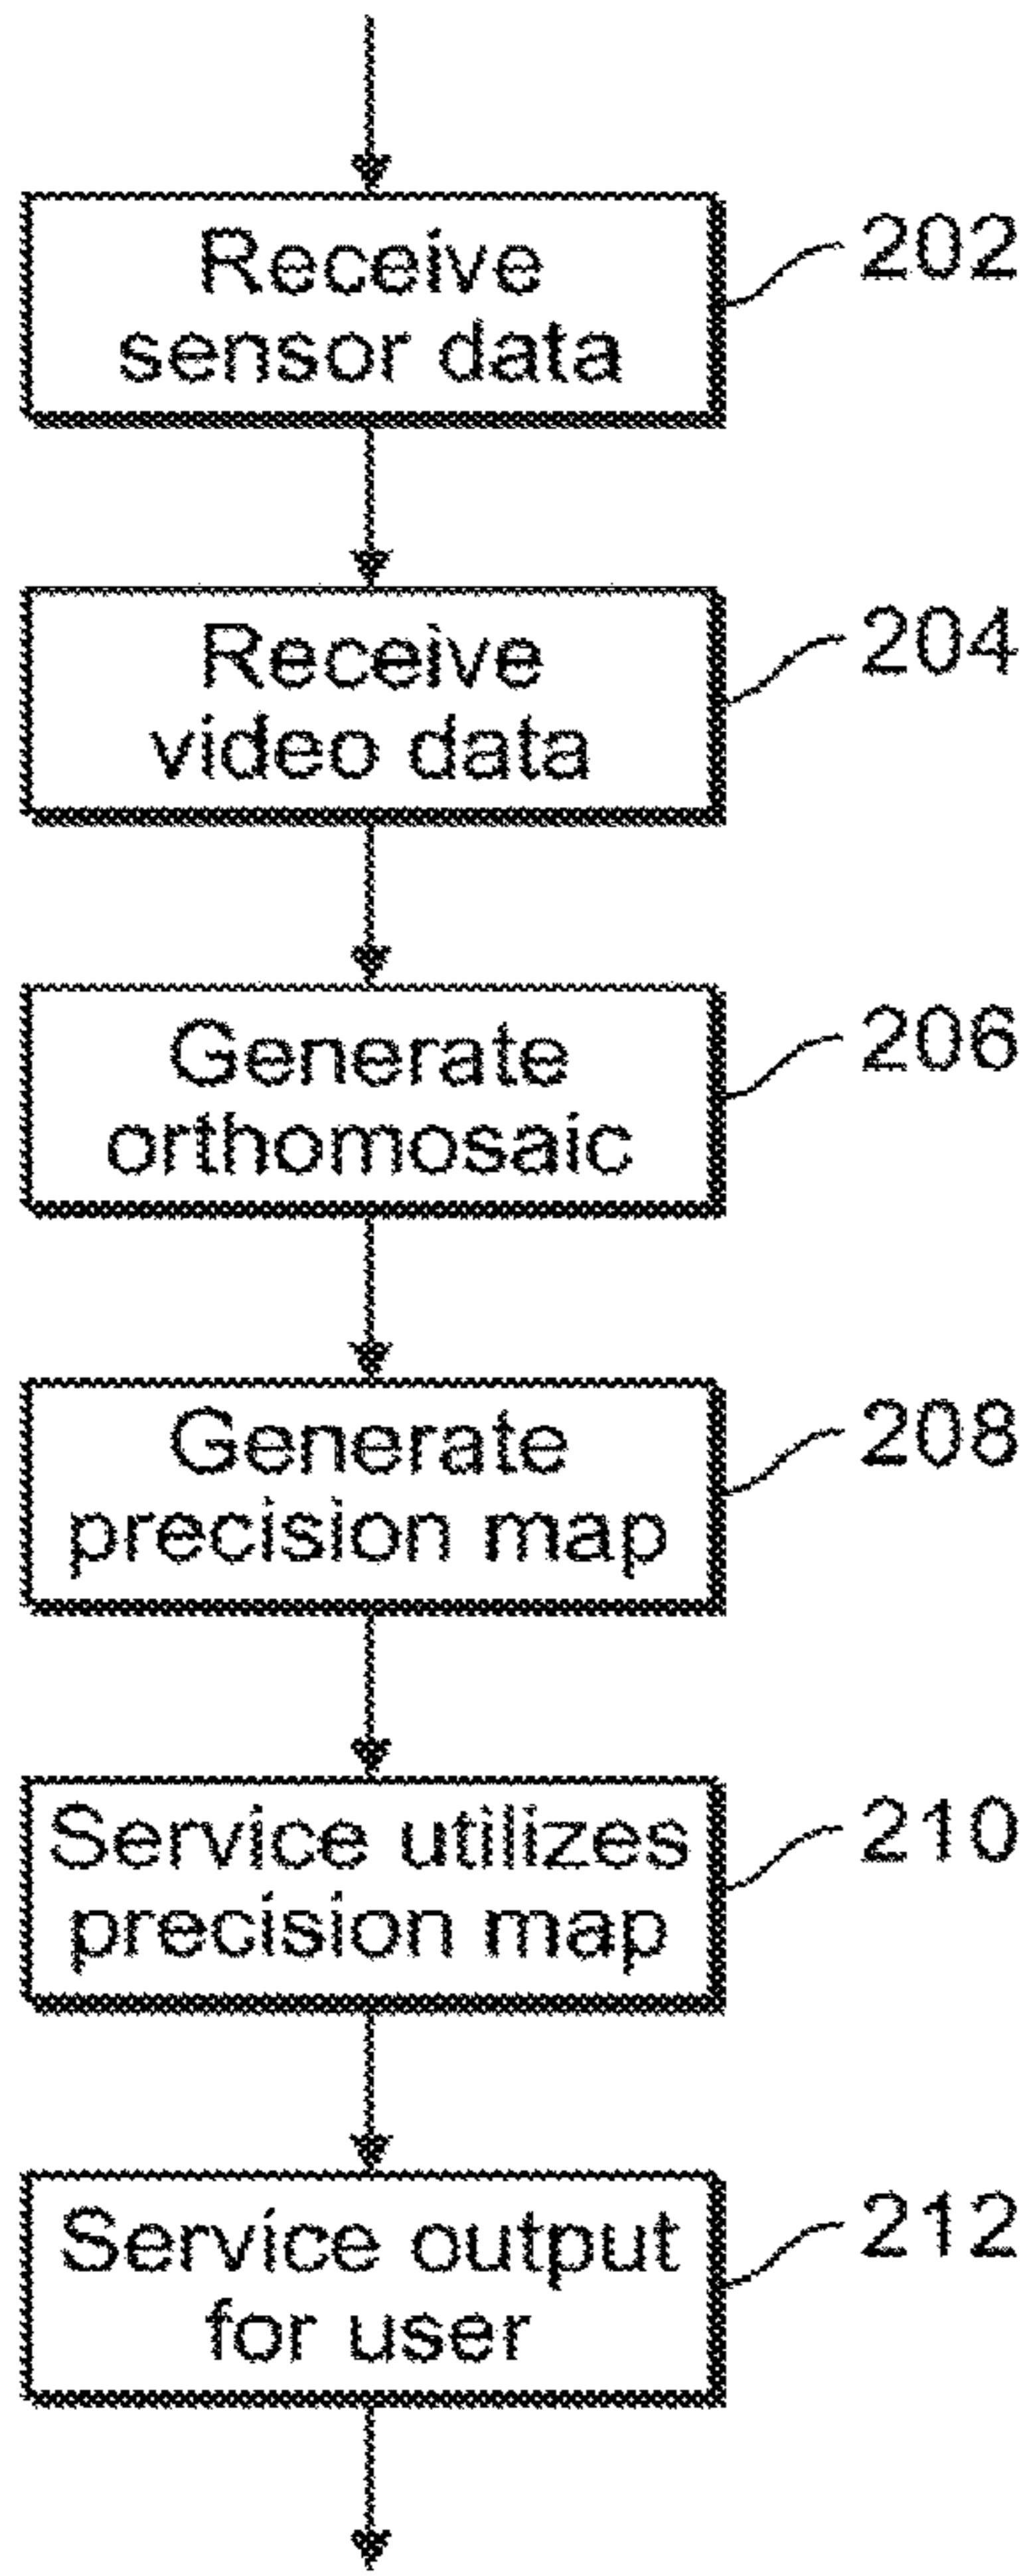 Receive
sensor data
202
Receive
video data
204
Generate
orthomosaic
206
Generate
precision map
208
Service utilizes
precision map
210
Service output
for user
212